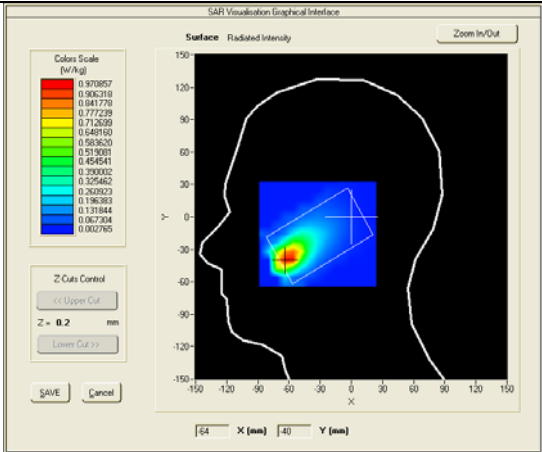 SAR Visualisation Graphical Interface
Surface Radiated Intensity
Zoom In/Out
Colors Scale
(W/kg)
0.970857
0.906318
0.841778
0.777239
0.712699
0.648160
0.583620
0.519081
0.454541
0.390002
0.325462
0.260923
0.196383
0.131844
0.067304
0.002765
Z-Cuts Control
<< Upper Cut
Z = 0.2 mm
Lower Cut >>
SAVE Cancel
150
120
90
60
30
0
-30
-60
-90
-120
-150
Y
-150 -120 -90 -60 -30 0 30 60 90 120 150
X
-64 X (mm) -40 Y (mm)